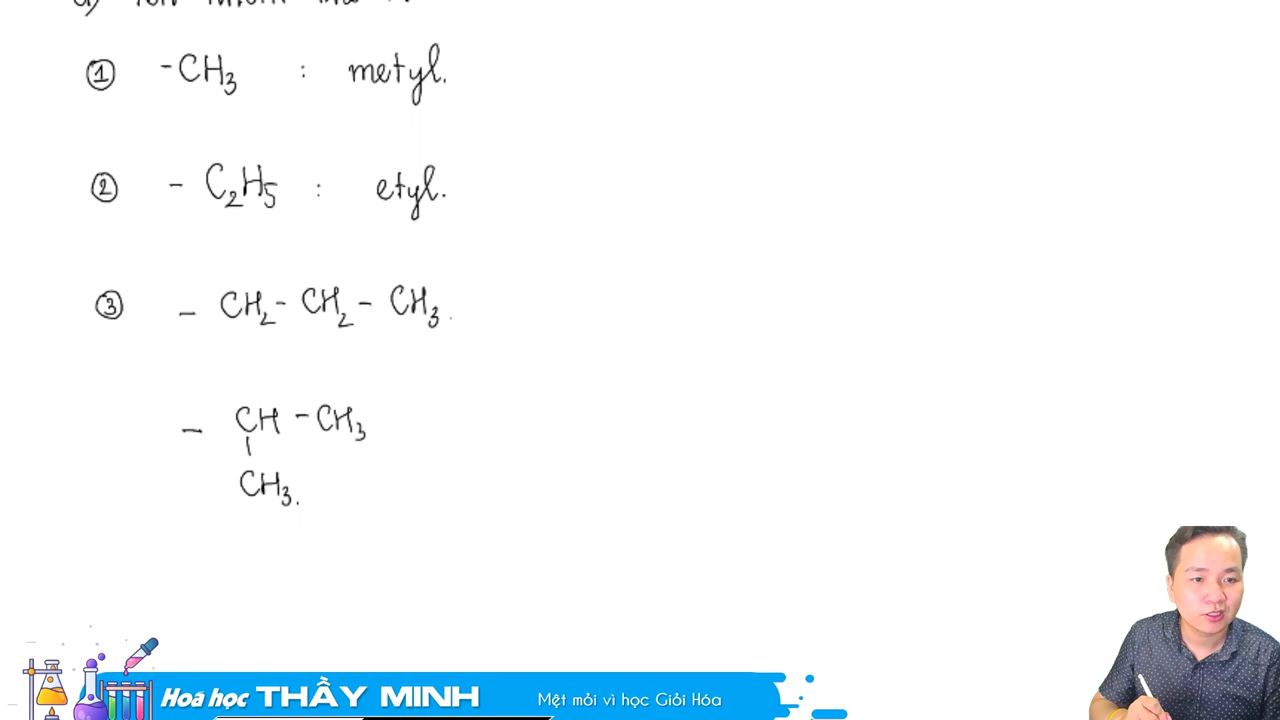 ① -CH₃ : metyl.
② - C₂H₅ : etyl.
③ - CH₂ - CH₂ - CH₃.
- CH - CH₃
CH₃.
Hoá học THẦY MINH Mệt mỏi vì học Giỏi Hóa